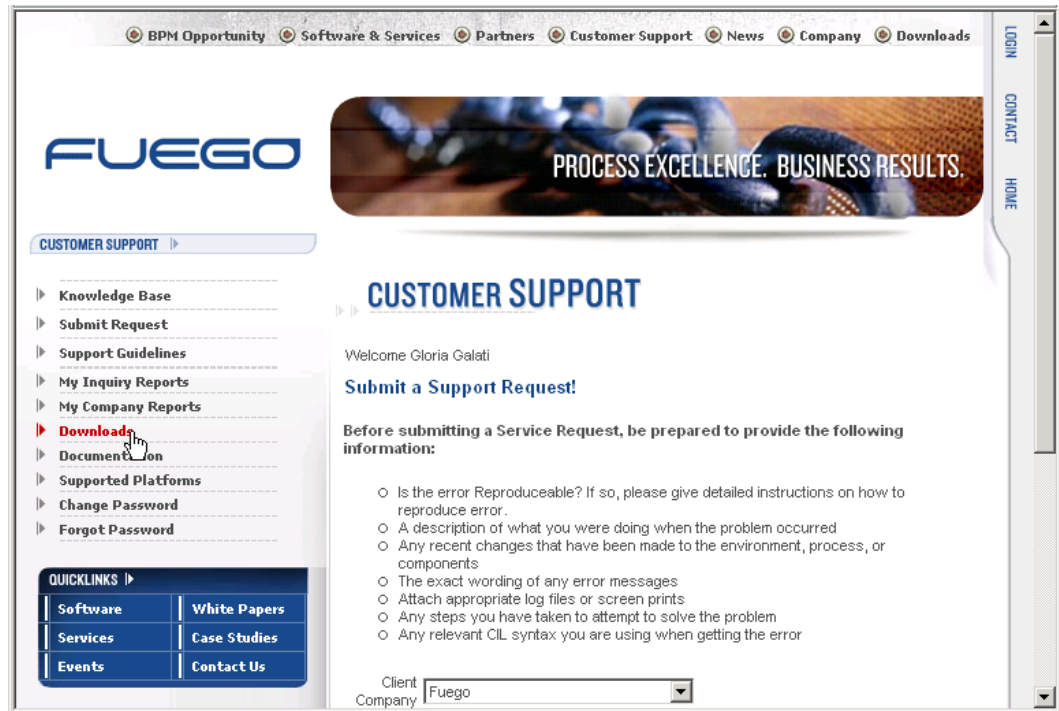 BPM Opportunity Software & Services Partners Customer Support News Company Downloads
LOGIN
CONTACT
HOME
FUEGO
PROCESS EXCELLENCE. BUSINESS RESULTS.
CUSTOMER SUPPORT
Knowledge Base
Submit Request
Support Guidelines
My Inquiry Reports
My Company Reports
Downloads
Documentation
Supported Platforms
Change Password
Forgot Password
QUICKLINKS
Software White Papers
Services Case Studies
Events Contact Us
CUSTOMER SUPPORT
Welcome Gloria Galati
Submit a Support Request!
Before submitting a Service Request, be prepared to provide the following
information:
Is the error Reproduceable? If so, please give detailed instructions on how to
reproduce error.
A description of what you were doing when the problem occurred
Any recent changes that have been made to the environment, process, or
components
The exact wording of any error messages
Attach appropriate log files or screen prints
Any steps you have taken to attempt to solve the problem
Any relevant CIL syntax you are using when getting the error
Client
Company Fuego